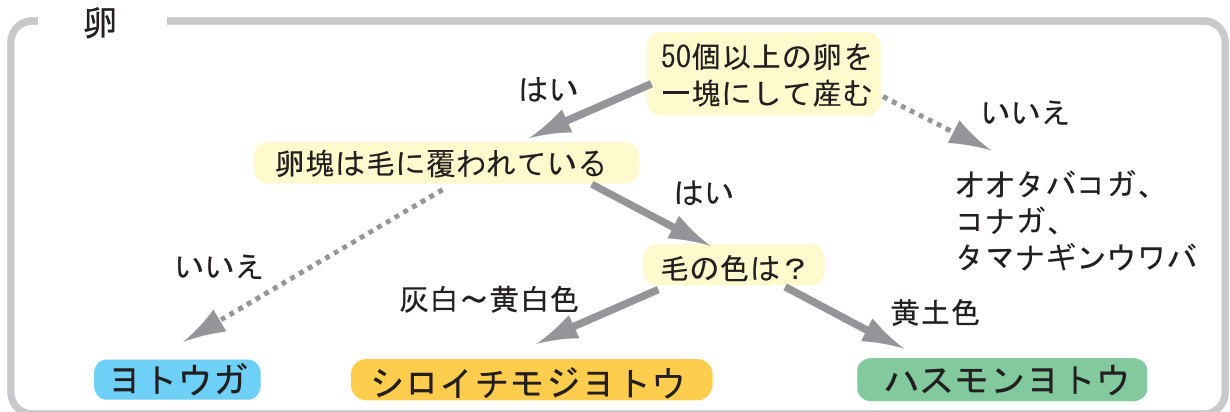 卵
50個以上の卵を
一塊にして産む
はい
いいえ
卵塊は毛に覆われている
オオタバコガ、
コナガ、
タマナギンウワバ
はい
いいえ
毛の色は？
灰白～黄白色
黄土色
ヨトウガ
シロイチモジヨトウ
ハスモンヨトウ